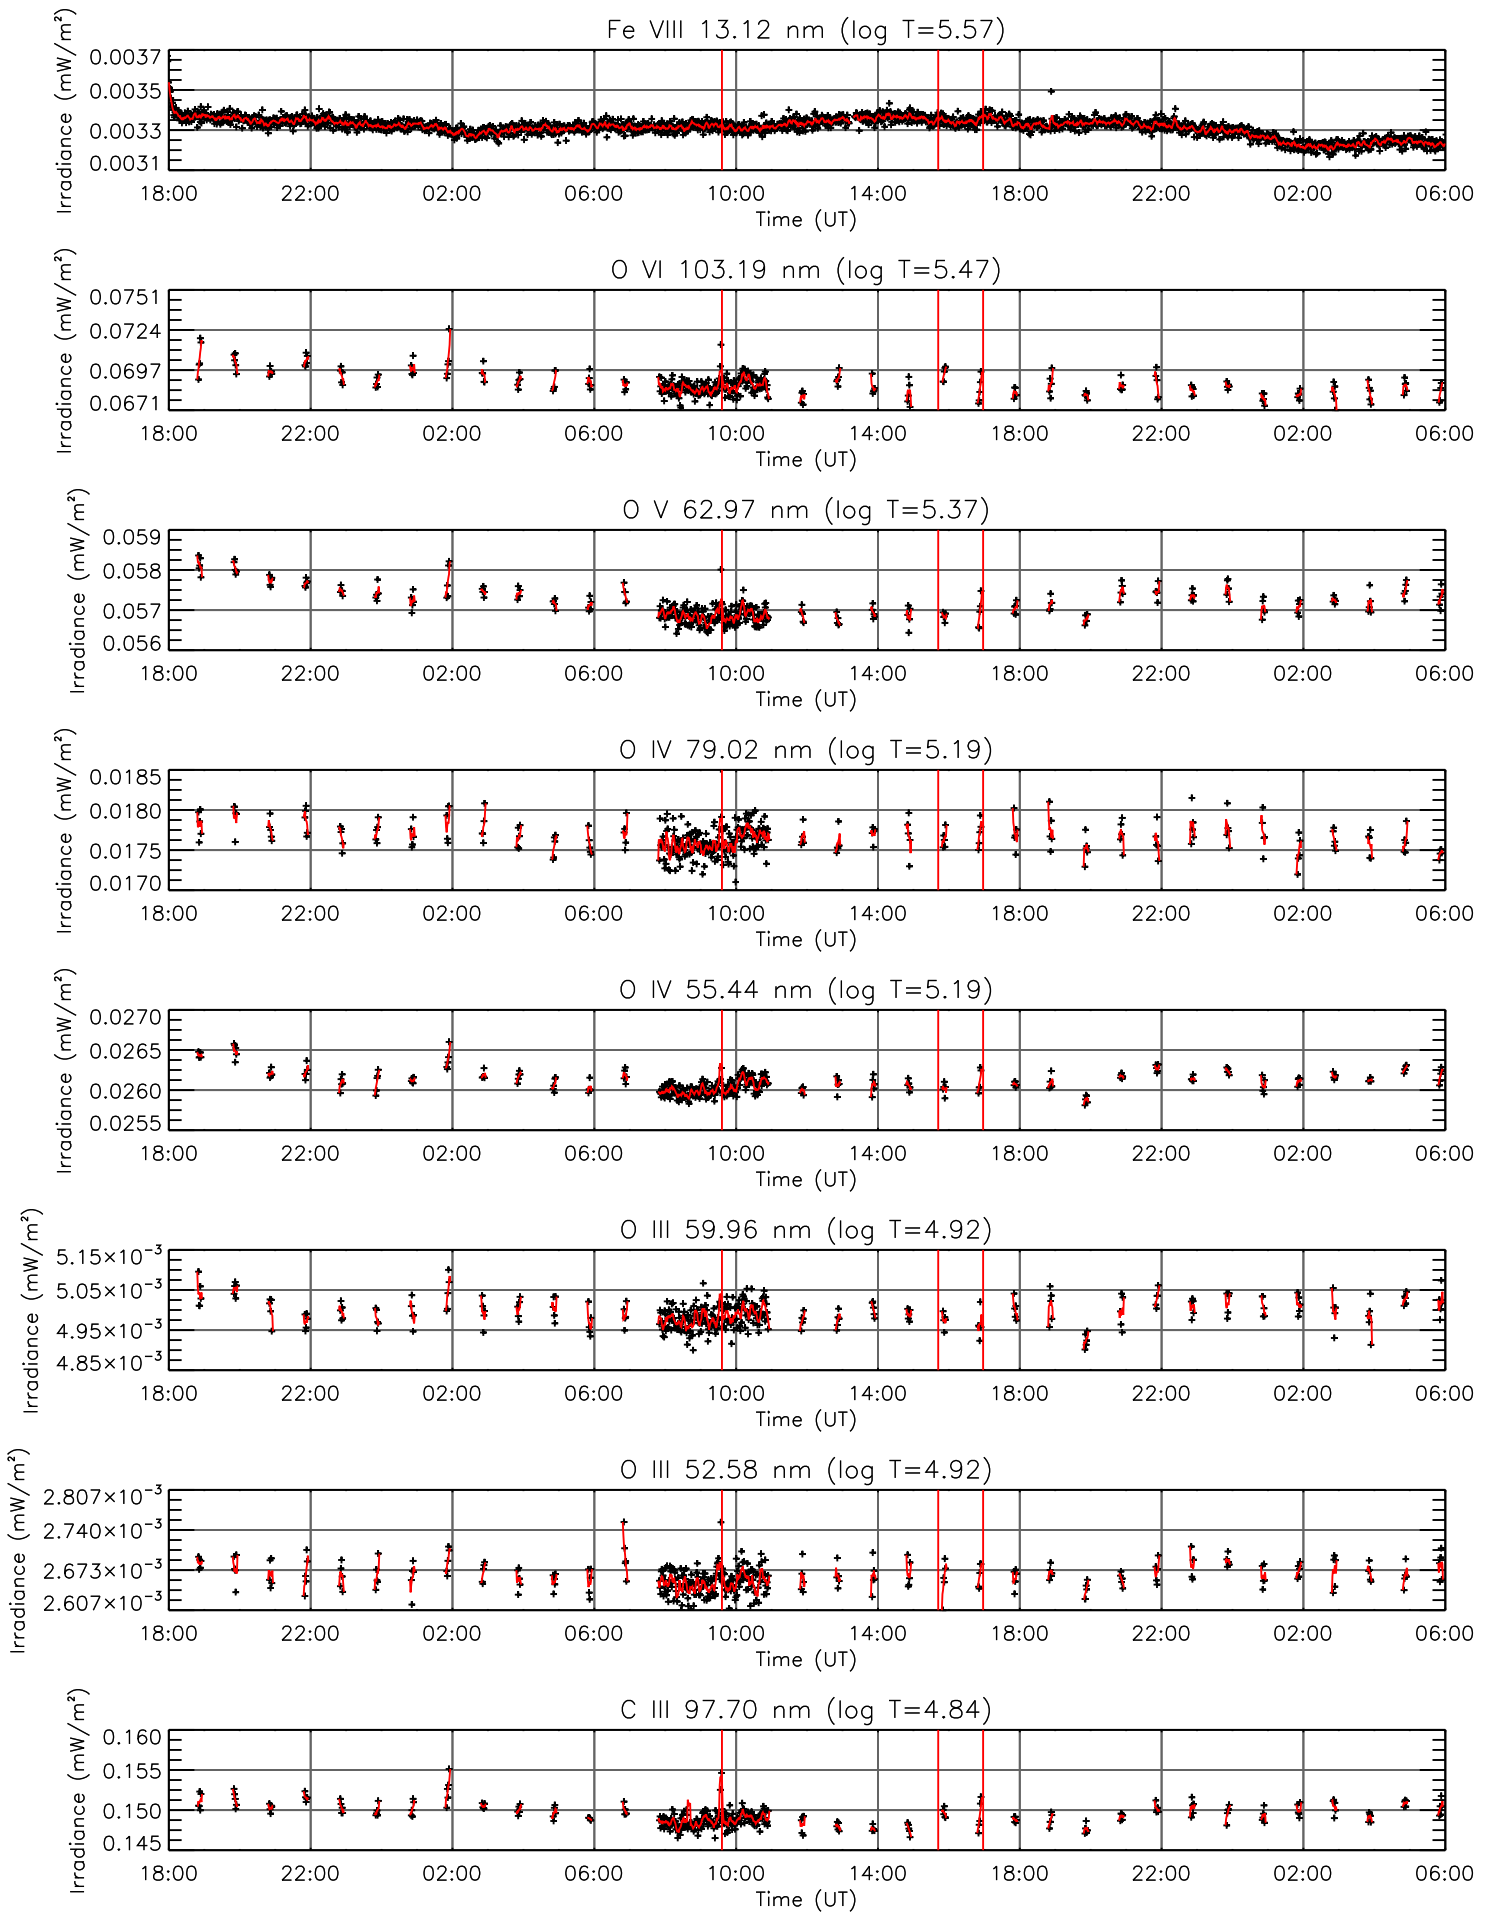 Fe VIII 13.12 nm (log T=5.57)
Irradiance (mW/m²)
0.0037
0.0035
0.0033
0.0031
18:00 22:00 02:00 06:00 10:00 14:00 18:00 22:00 02:00 06:00
Time (UT)
O VI 103.19 nm (log T=5.47)
Irradiance (mW/m²)
0.0751
0.0724
0.0697
0.0671
18:00 22:00 02:00 06:00 10:00 14:00 18:00 22:00 02:00 06:00
Time (UT)
O V 62.97 nm (log T=5.37)
Irradiance (mW/m²)
0.059
0.058
0.057
0.056
18:00 22:00 02:00 06:00 10:00 14:00 18:00 22:00 02:00 06:00
Time (UT)
O IV 79.02 nm (log T=5.19)
Irradiance (mW/m²)
0.0185
0.0180
0.0175
0.0170
18:00 22:00 02:00 06:00 10:00 14:00 18:00 22:00 02:00 06:00
Time (UT)
O IV 55.44 nm (log T=5.19)
Irradiance (mW/m²)
0.0270
0.0265
0.0260
0.0255
18:00 22:00 02:00 06:00 10:00 14:00 18:00 22:00 02:00 06:00
Time (UT)
O III 59.96 nm (log T=4.92)
Irradiance (mW/m²)
5.15×10⁻³
5.05×10⁻³
4.95×10⁻³
4.85×10⁻³
18:00 22:00 02:00 06:00 10:00 14:00 18:00 22:00 02:00 06:00
Time (UT)
O III 52.58 nm (log T=4.92)
Irradiance (mW/m²)
2.807×10⁻³
2.740×10⁻³
2.673×10⁻³
2.607×10⁻³
18:00 22:00 02:00 06:00 10:00 14:00 18:00 22:00 02:00 06:00
Time (UT)
C III 97.70 nm (log T=4.84)
Irradiance (mW/m²)
0.160
0.155
0.150
0.145
18:00 22:00 02:00 06:00 10:00 14:00 18:00 22:00 02:00 06:00
Time (UT)